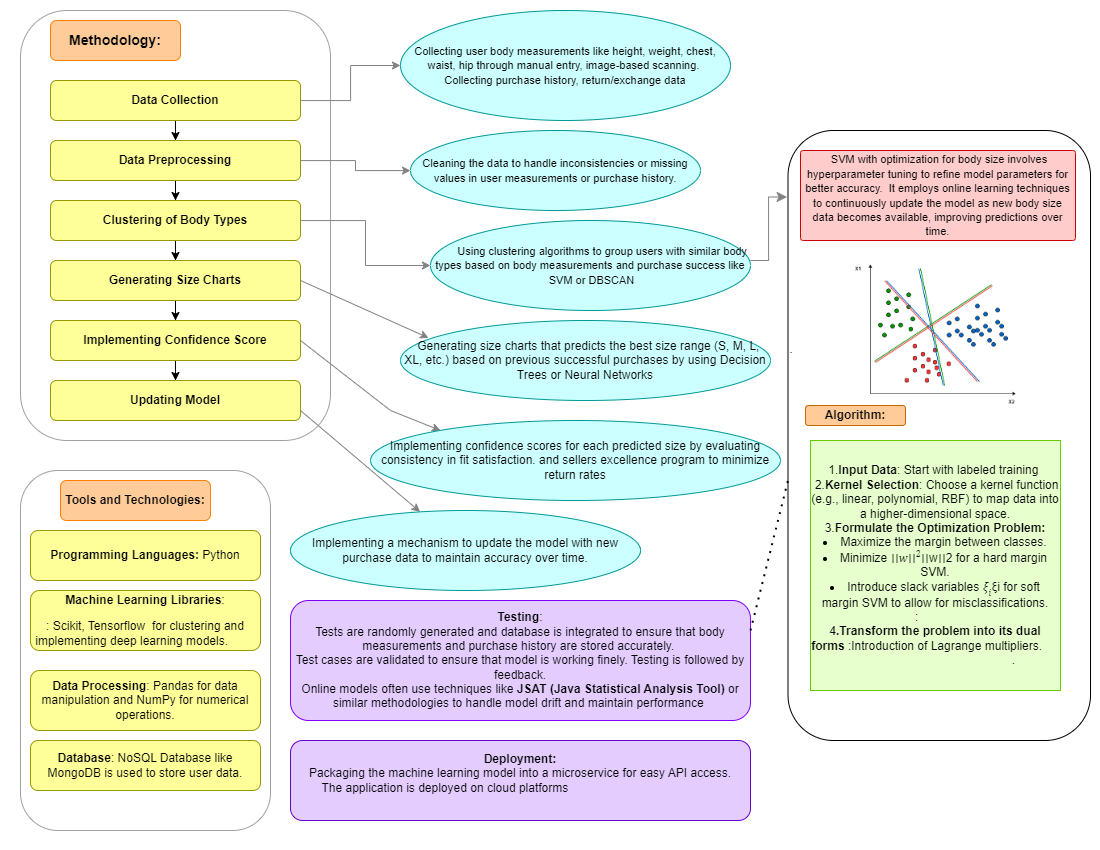 Methodology:
Data Collection
Data Preprocessing
Clustering of Body Types
Generating Size Charts
Implementing Confidence Score
Updating Model
Collecting user body measurements like height, weight, chest,
waist, hip through manual entry, image-based scanning.
Collecting purchase history, return/exchange data
Cleaning the data to handle inconsistencies or missing
values in user measurements or purchase history.
Using clustering algorithms to group users with similar body
types based on body measurements and purchase success like
SVM or DBSCAN
Generating size charts that predicts the best size range (S, M, L,
XL, etc.) based on previous successful purchases by using Decision
Trees or Neural Networks
Implementing confidence scores for each predicted size by evaluating
consistency in fit satisfaction. and sellers excellence program to minimize
return rates
Implementing a mechanism to update the model with new
purchase data to maintain accuracy over time.
Tools and Technologies:
Programming Languages: Python
Machine Learning Libraries:
: Scikit, Tensorflow for clustering and
implementing deep learning models.
Data Processing: Pandas for data
manipulation and NumPy for numerical
operations.
Database: NoSQL Database like
MongoDB is used to store user data.
Testing:
Tests are randomly generated and database is integrated to ensure that body
measurements and purchase history are stored accurately.
Test cases are validated to ensure that model is working finely. Testing is followed by
feedback.
Online models often use techniques like JSAT (Java Statistical Analysis Tool) or
similar methodologies to handle model drift and maintain performance
Deployment:
Packaging the machine learning model into a microservice for easy API access.
The application is deployed on cloud platforms
SVM with optimization for body size involves
hyperparameter tuning to refine model parameters for
better accuracy. It employs online learning techniques
to continuously update the model as new body size
data becomes available, improving predictions over
time.
X1
X2
Algorithm:
1.Input Data: Start with labeled training
2.Kernel Selection: Choose a kernel function
(e.g., linear, polynomial, RBF) to map data into
a higher-dimensional space.
3.Formulate the Optimization Problem:
• Maximize the margin between classes.
• Minimize ||w||²||w||2 for a hard margin
SVM.
• Introduce slack variables ξᵢξi for soft
margin SVM to allow for misclassifications.
:
4.Transform the problem into its dual
forms :Introduction of Lagrange multipliers.
.